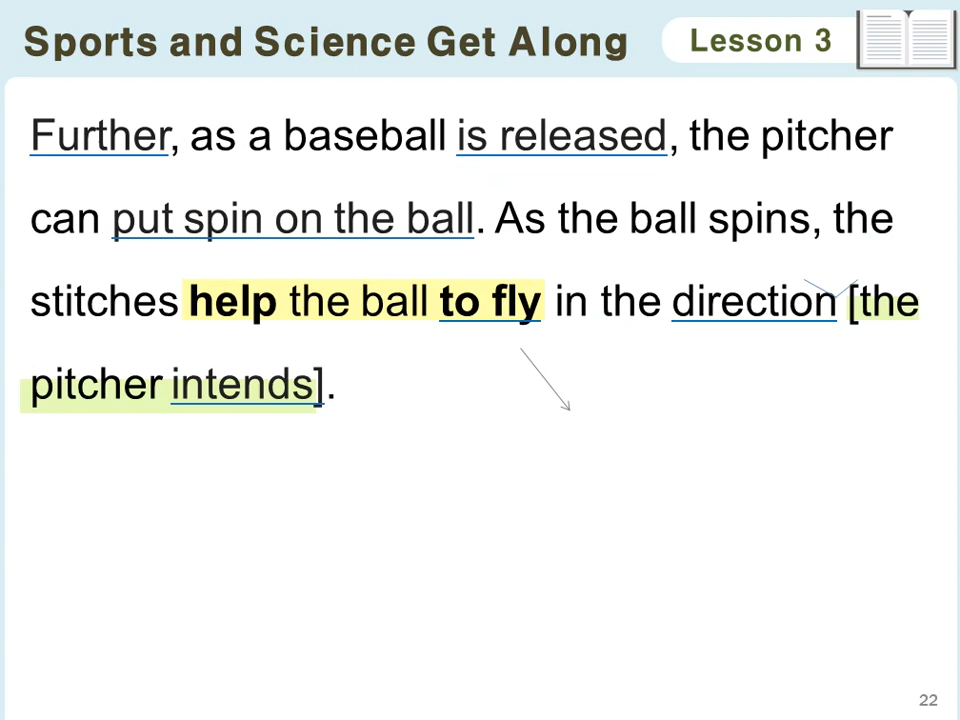 Sports and Science Get Along
Lesson 3
Further, as a baseball is released, the pitcher
can put spin on the ball. As the ball spins, the
stitches help the ball to fly in the direction [the
pitcher intends].
22